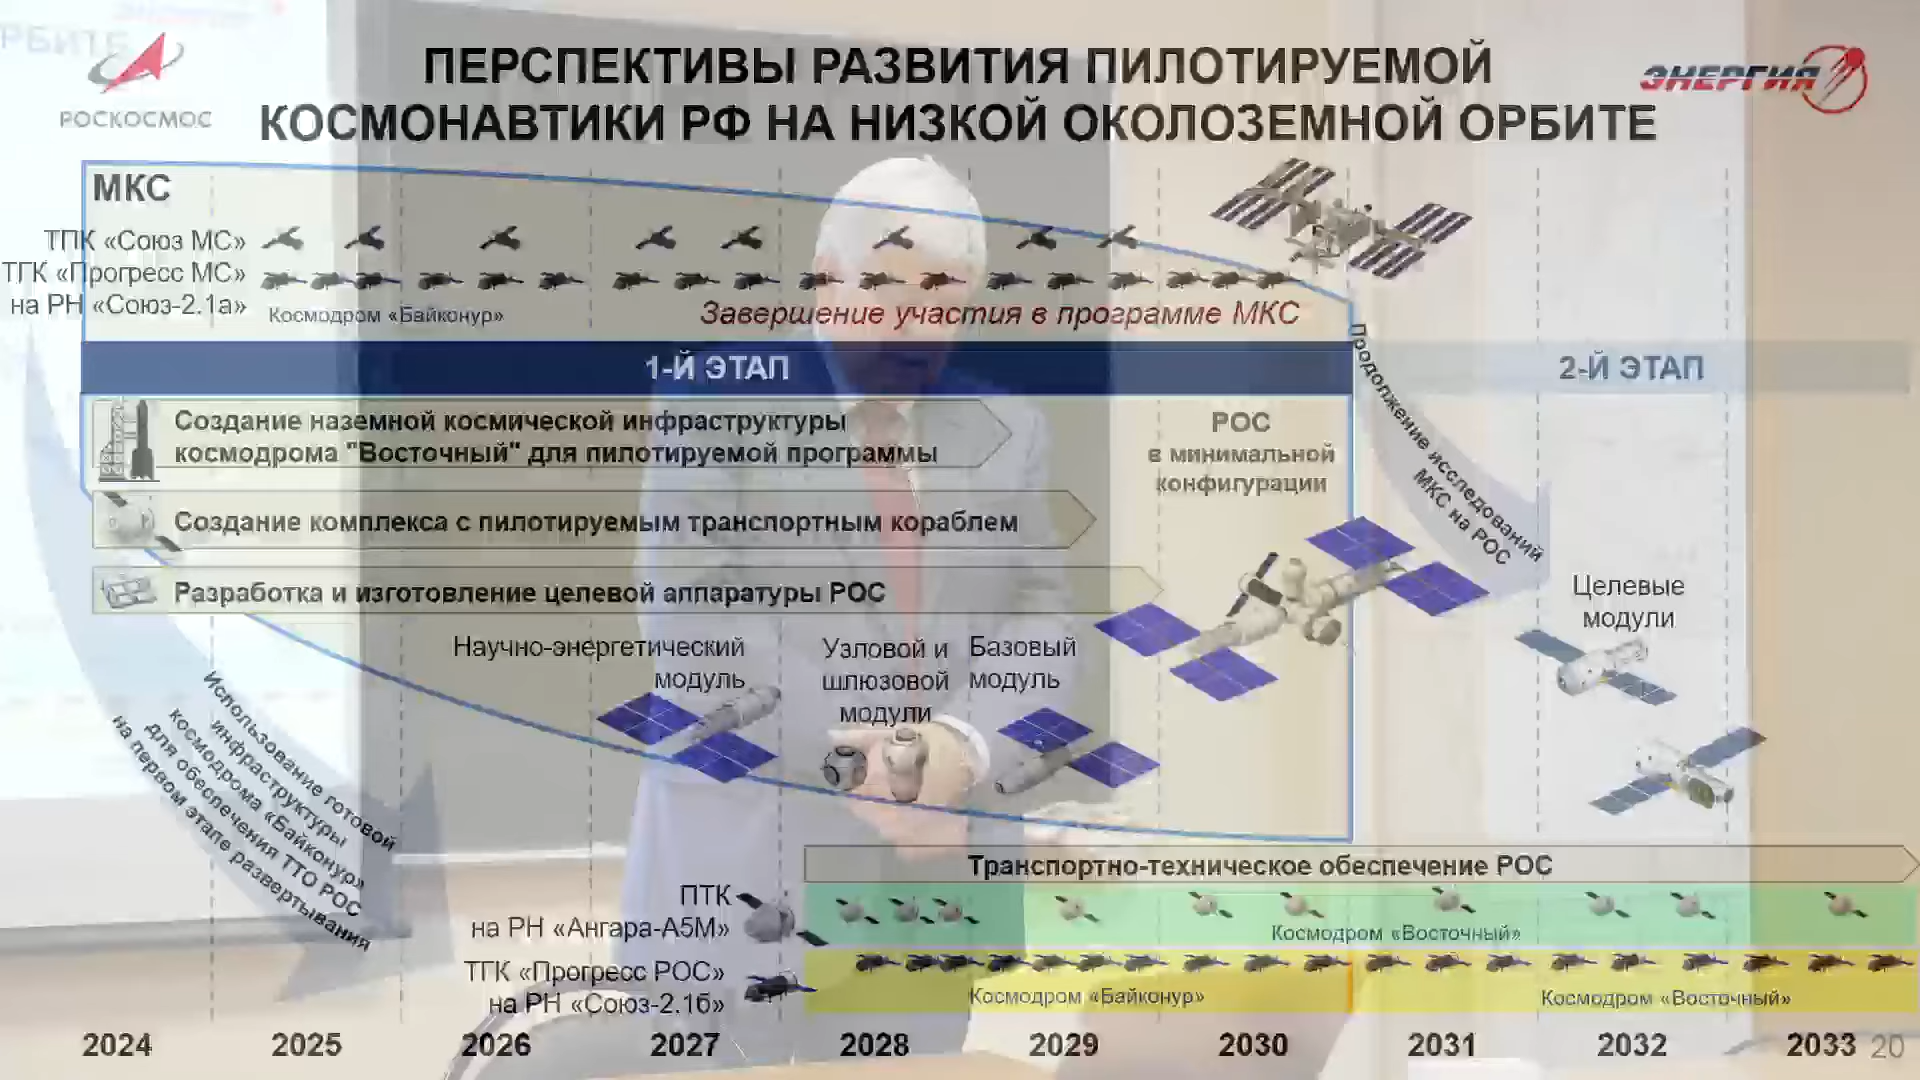 РБИТЕ
РОСКОСМОС
ПЕРСПЕКТИВЫ РАЗВИТИЯ ПИЛОТИРУЕМОЙ
КОСМОНАВТИКИ РФ НА НИЗКОЙ ОКОЛОЗЕМНОЙ ОРБИТЕ
ЭНЕРГИЯ
МКС
ТПК «Союз МС»
ТГК «Прогресс МС»
на РН «Союз-2.1а»
Космодром «Байконур»
Завершение участия в программе МКС
1-Й ЭТАП
2-Й ЭТАП
Создание наземной космической инфраструктуры
космодрома "Восточный" для пилотируемой программы
Создание комплекса с пилотируемым транспортным кораблем
Разработка и изготовление целевой аппаратуры РОС
РОС
в минимальной
конфигурации
Продолжение исследований
МКС на РОС
Научно-энергетический
модуль
Узловой и
шлюзовой
модули
Базовый
модуль
Целевые
модули
Использование готовой
инфраструктуры
космодрома «Байконур»
для обеспечения ТТО РОС
на первом этапе развертывания
Транспортно-техническое обеспечение РОС
ПТК
на РН «Ангара-А5М»
Космодром «Восточный»
ТГК «Прогресс РОС»
на РН «Союз-2.1б»
Космодром «Байконур»
Космодром «Восточный»
2024 2025 2026 2027 2028 2029 2030 2031 2032 2033 20